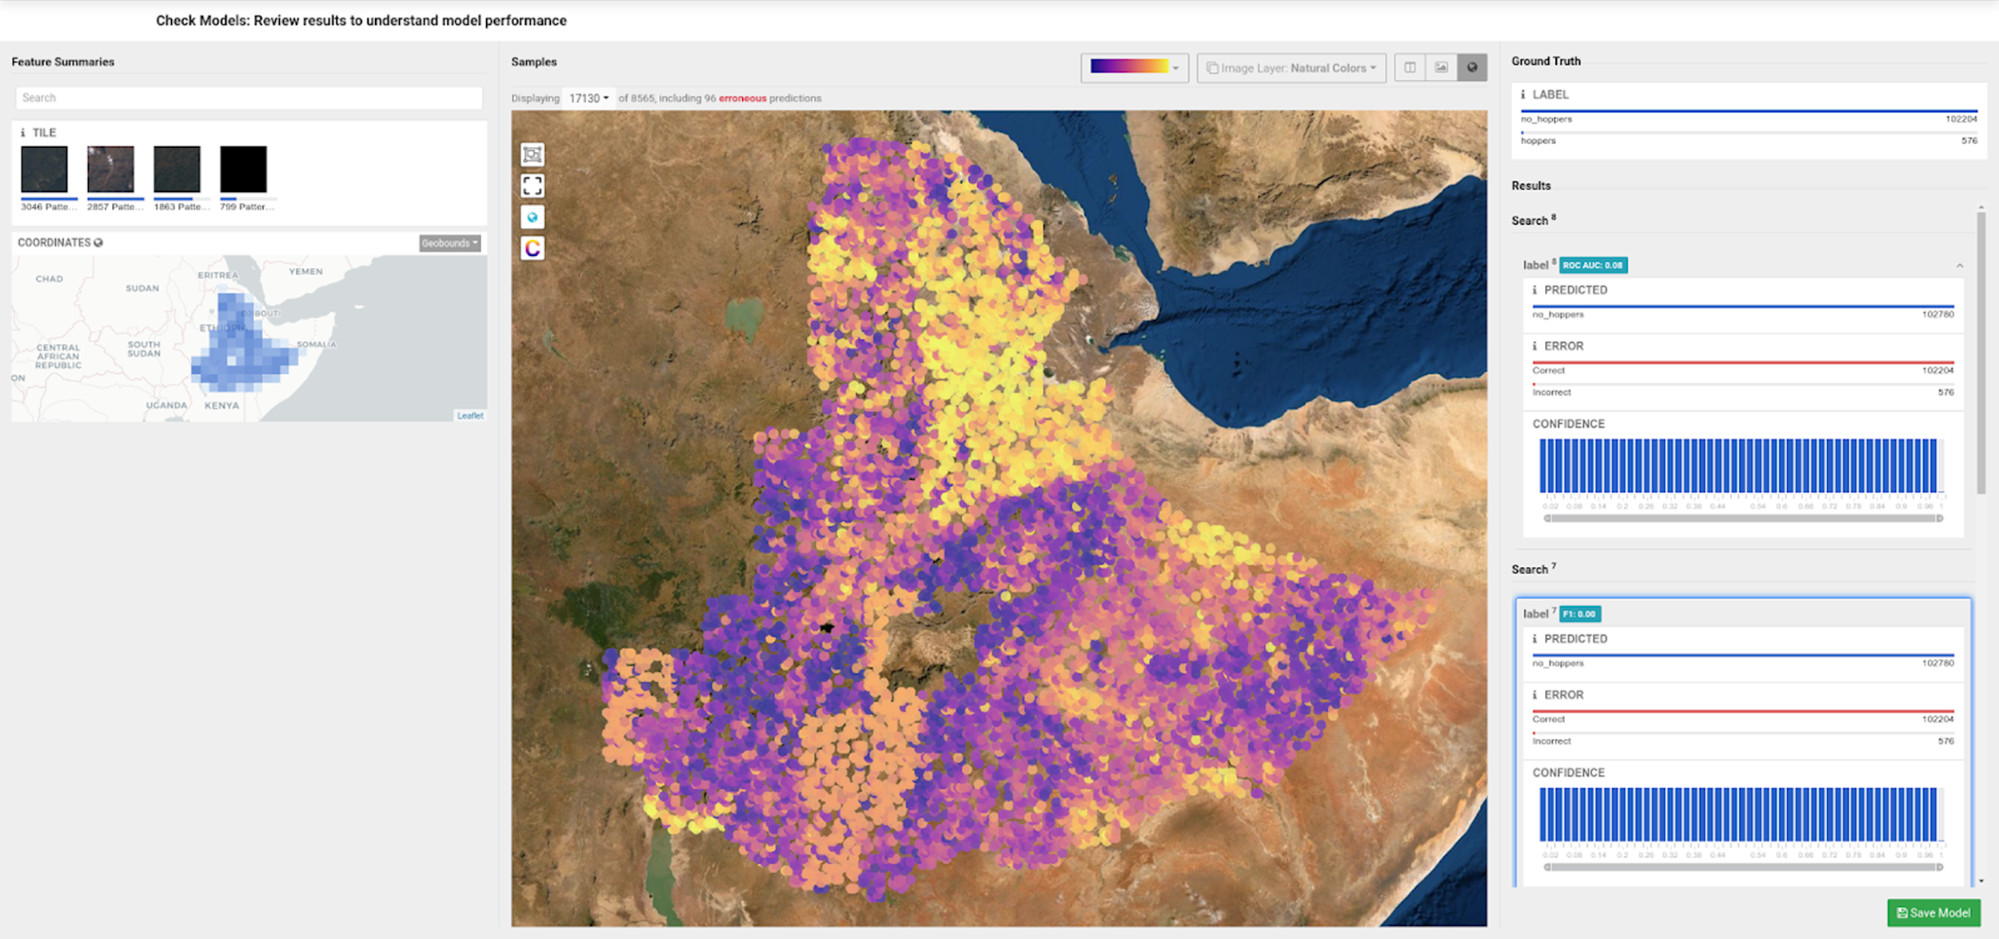 Check Models: Review results to understand model performance
Feature Summaries
Search
TILE
3046 Patte...
2857 Patte...
1863 Patte...
799 Patter...
COORDINATES
Geobounds
CHAD
SUDAN
ERITREA
YEMEN
ETHIOPIA
SOUTH SUDAN
CENTRAL AFRICAN REPUBLIC
SOMALIA
ON
UGANDA
KENYA
Leaflet
Samples
Image Layer: Natural Colors
Displaying 17130 of 8565, including 96 erroneous predictions
C
Ground Truth
LABEL
no_hoppers 102204
hoppers 576
Results
Search 8
label 8 ROC AUC: 0.08
PREDICTED
no_hoppers 102780
ERROR
Correct 102204
Incorrect 576
CONFIDENCE
0.02 0.08 0.14 0.2 0.26 0.32 0.38 0.44 0.54 0.6 0.66 0.72 0.78 0.84 0.9 0.96 1
Search 7
label 7 F1: 0.00
PREDICTED
no_hoppers 102780
ERROR
Correct 102204
Incorrect 576
CONFIDENCE
0.02 0.08 0.14 0.2 0.26 0.32 0.38 0.44 0.54 0.6 0.66 0.72 0.78 0.84 0.9 0.96 1
Save Model